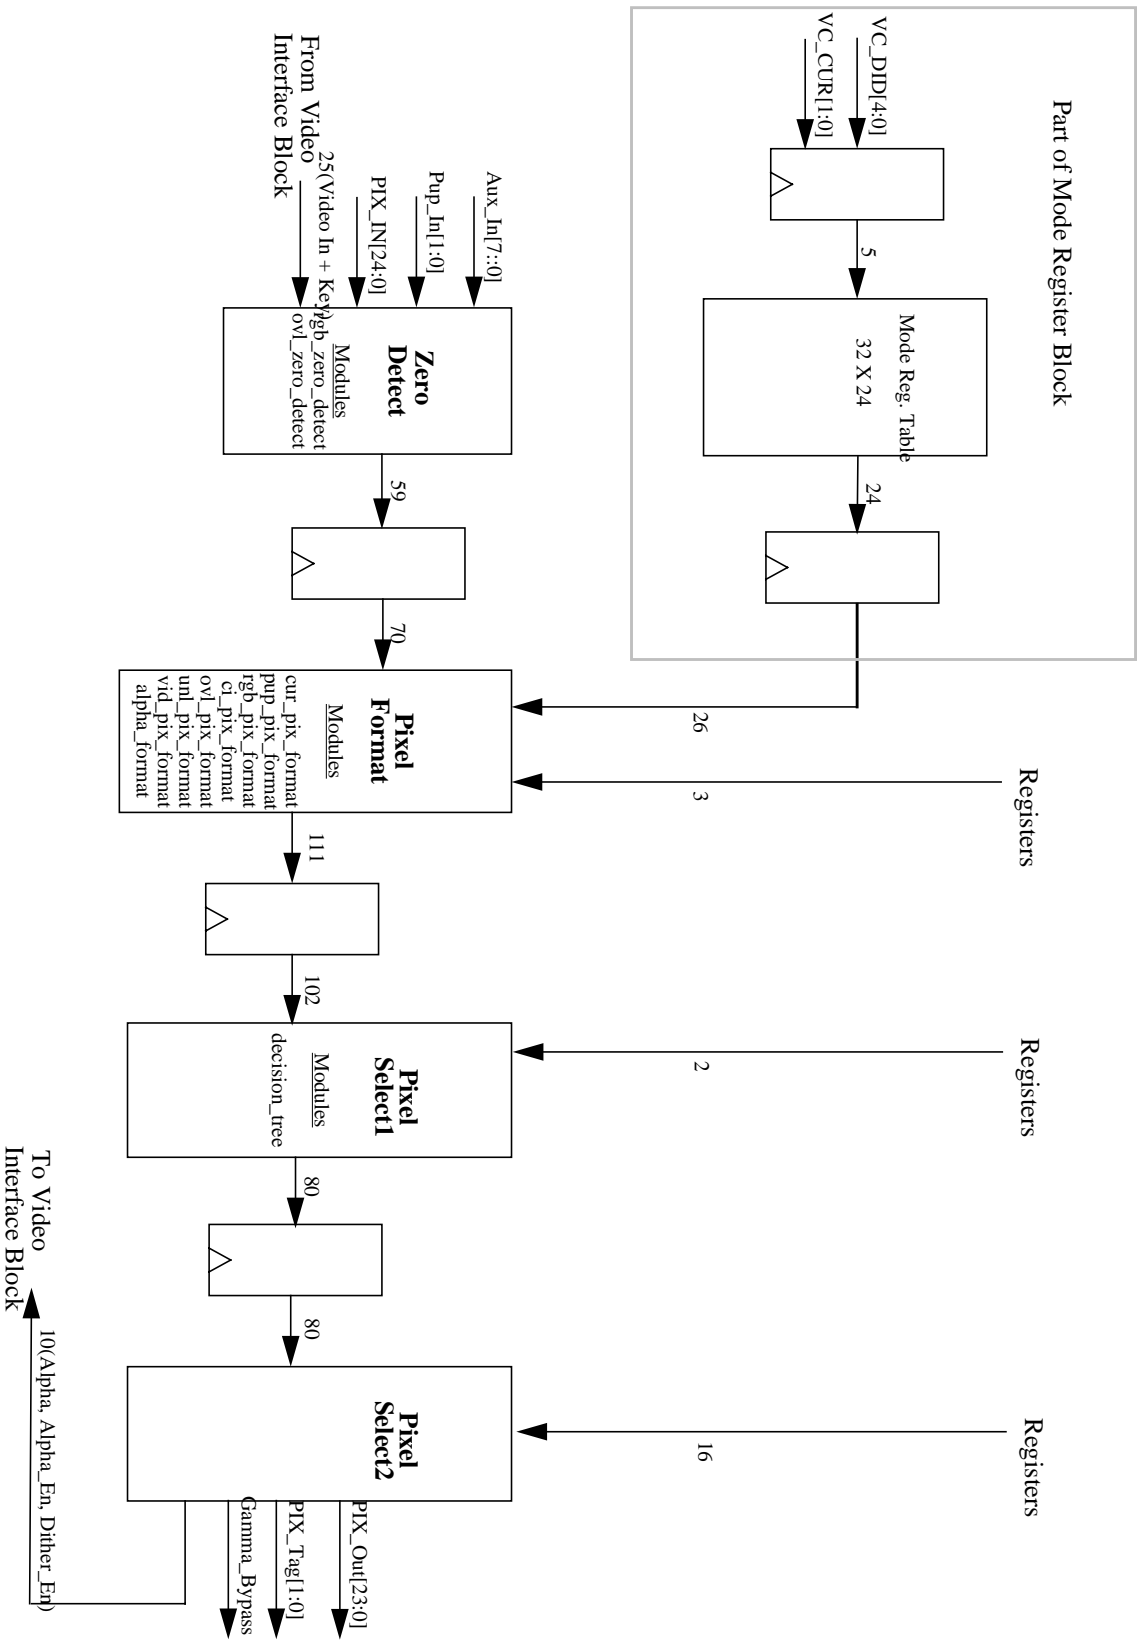 Part of Mode Register Block
VC_DID[4:0]
VC_CUR[1:0]
5
Mode Reg. Table
32 X 24
24
Registers
Registers
Registers
26
3
2
16
Aux_In[7::0]
Pup_In[1:0]
PIX_IN[24:0]
25(Video In + Key)
From Video
Interface Block
Zero
Detect
Modules
rgb_zero_detect
ovl_zero_detect
59
70
Pixel
Format
Modules
cur_pix_format
pup_pix_format
rgb_pix_format
ci_pix_format
ovl_pix_format
unl_pix_format
vid_pix_format
alpha_format
111
102
Pixel
Select1
Modules
decision_tree
80
80
Pixel
Select2
PIX_Out[23:0]
PIX_Tag[1:0]
Gamma_Bypass
10(Alpha, Alpha_En, Dither_En)
To Video
Interface Block